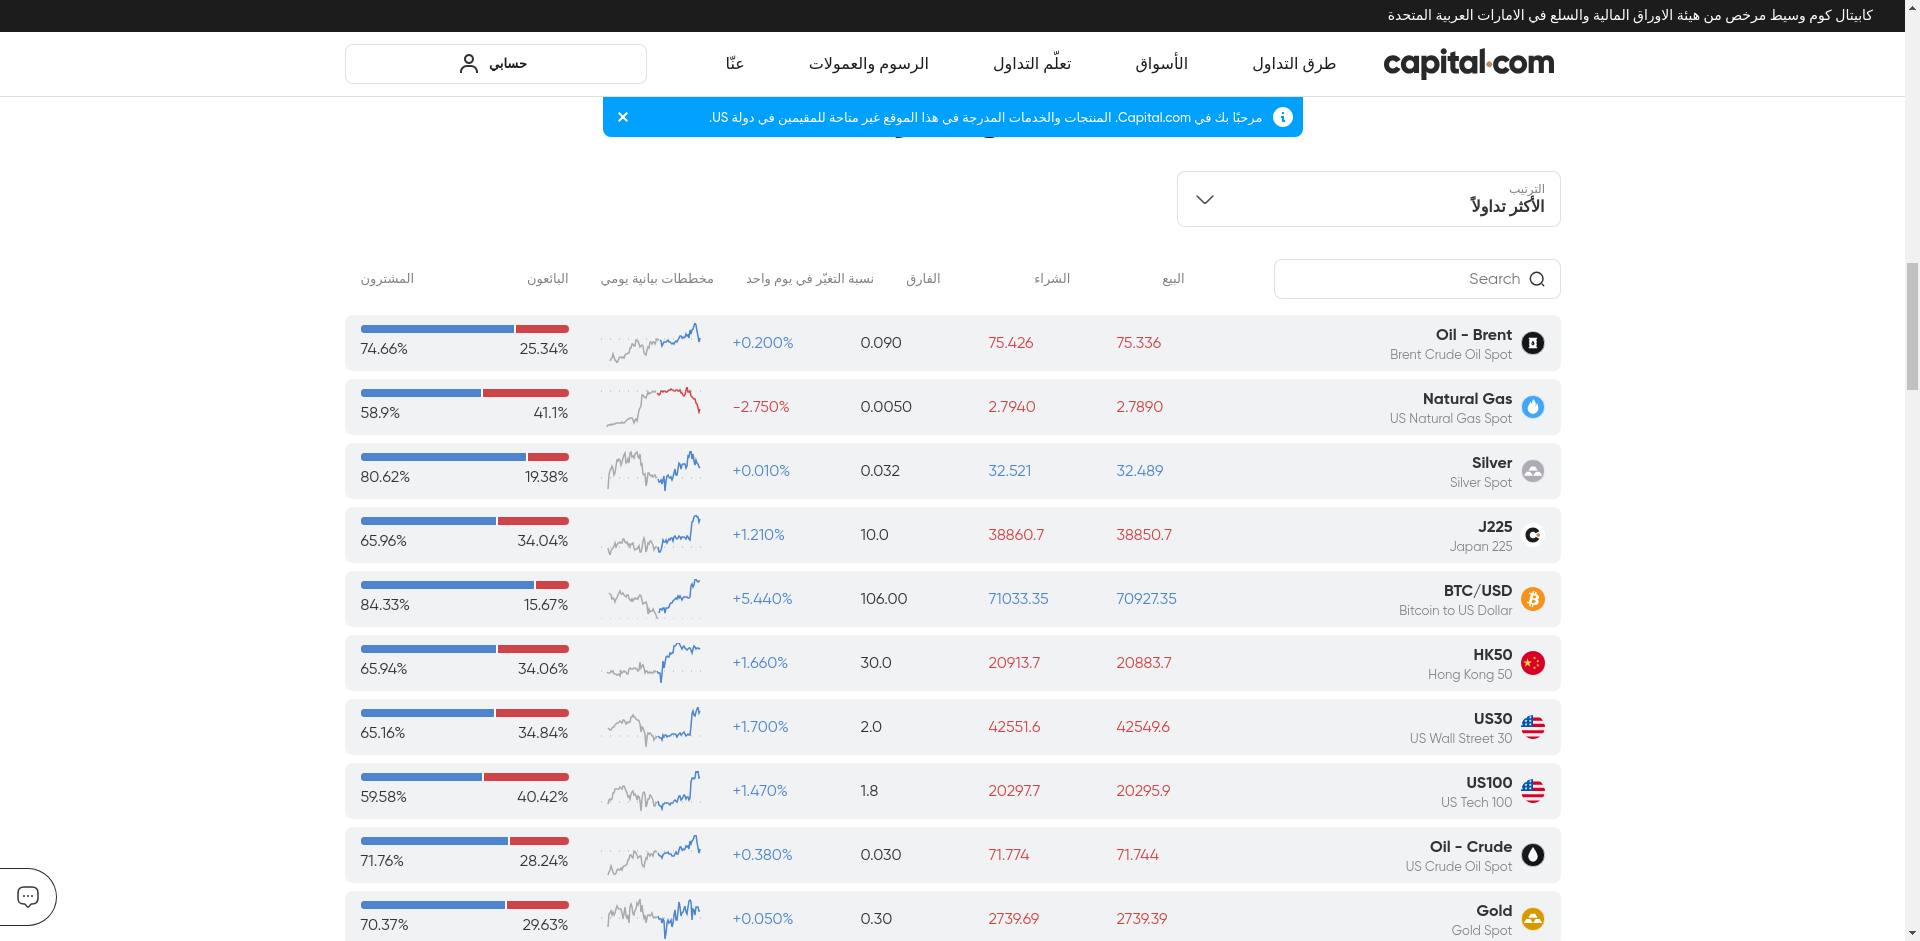 كابيتال كوم وسيط مرخص من هيئة الاوراق المالية والسلع في الامارات العربية المتحدة
capital.com
طرق التداول
الأسواق
تعلّم التداول
الرسوم والعمولات
عنّا
حسابي
مرحبًا بك في Capital.com. المنتجات والخدمات المدرجة في هذا الموقع غير متاحة للمقيمين في دولة US.
الترتيب
الأكثر تداولاً
Search
البيع
الشراء
الفارق
نسبة التغيّر في يوم واحد
مخططات بيانية يومي
البائعون
المشترون
Oil - Brent
Brent Crude Oil Spot
75.336
75.426
0.090
+0.200%
25.34%
74.66%
Natural Gas
US Natural Gas Spot
2.7890
2.7940
0.0050
-2.750%
41.1%
58.9%
Silver
Silver Spot
32.489
32.521
0.032
+0.010%
19.38%
80.62%
J225
Japan 225
38850.7
38860.7
10.0
+1.210%
34.04%
65.96%
BTC/USD
Bitcoin to US Dollar
70927.35
71033.35
106.00
+5.440%
15.67%
84.33%
HK50
Hong Kong 50
20883.7
20913.7
30.0
+1.660%
34.06%
65.94%
US30
US Wall Street 30
42549.6
42551.6
2.0
+1.700%
34.84%
65.16%
US100
US Tech 100
20295.9
20297.7
1.8
+1.470%
40.42%
59.58%
Oil - Crude
US Crude Oil Spot
71.744
71.774
0.030
+0.380%
28.24%
71.76%
Gold
Gold Spot
2739.39
2739.69
0.30
+0.050%
29.63%
70.37%